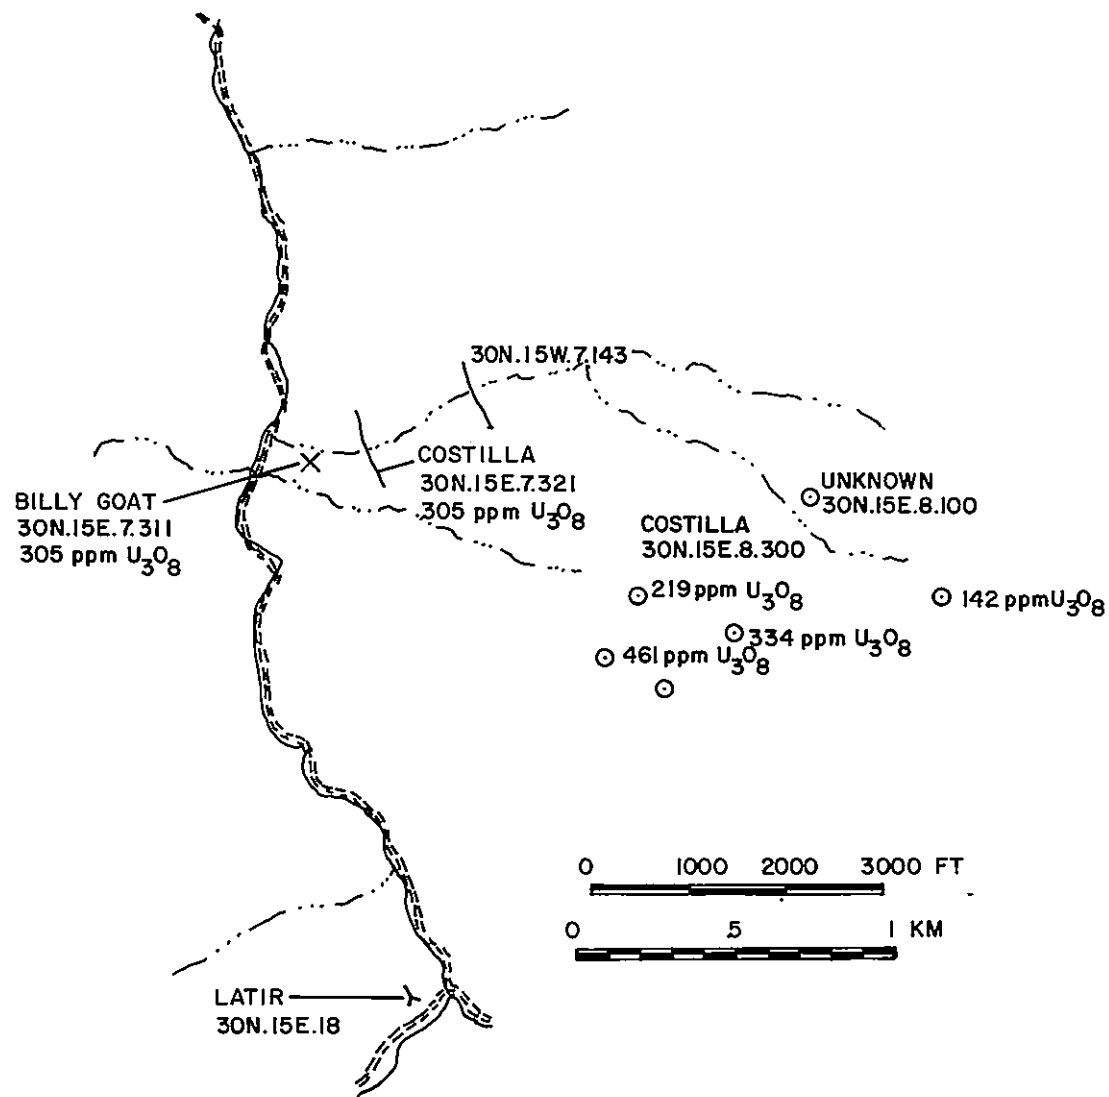 30N.15W.7.143
COSTILLA
30N.15E.7.321
305 ppm U3O8
BILLY GOAT
30N.15E.7.311
305 ppm U3O8
UNKNOWN
30N.15E.8.100
COSTILLA
30N.15E.8.300
219 ppm U3O8
142 ppm U3O8
334 ppm U3O8
461 ppm U3O8
0 1000 2000 3000 FT
0 .5 1 KM
LATIR
30N.15E.18